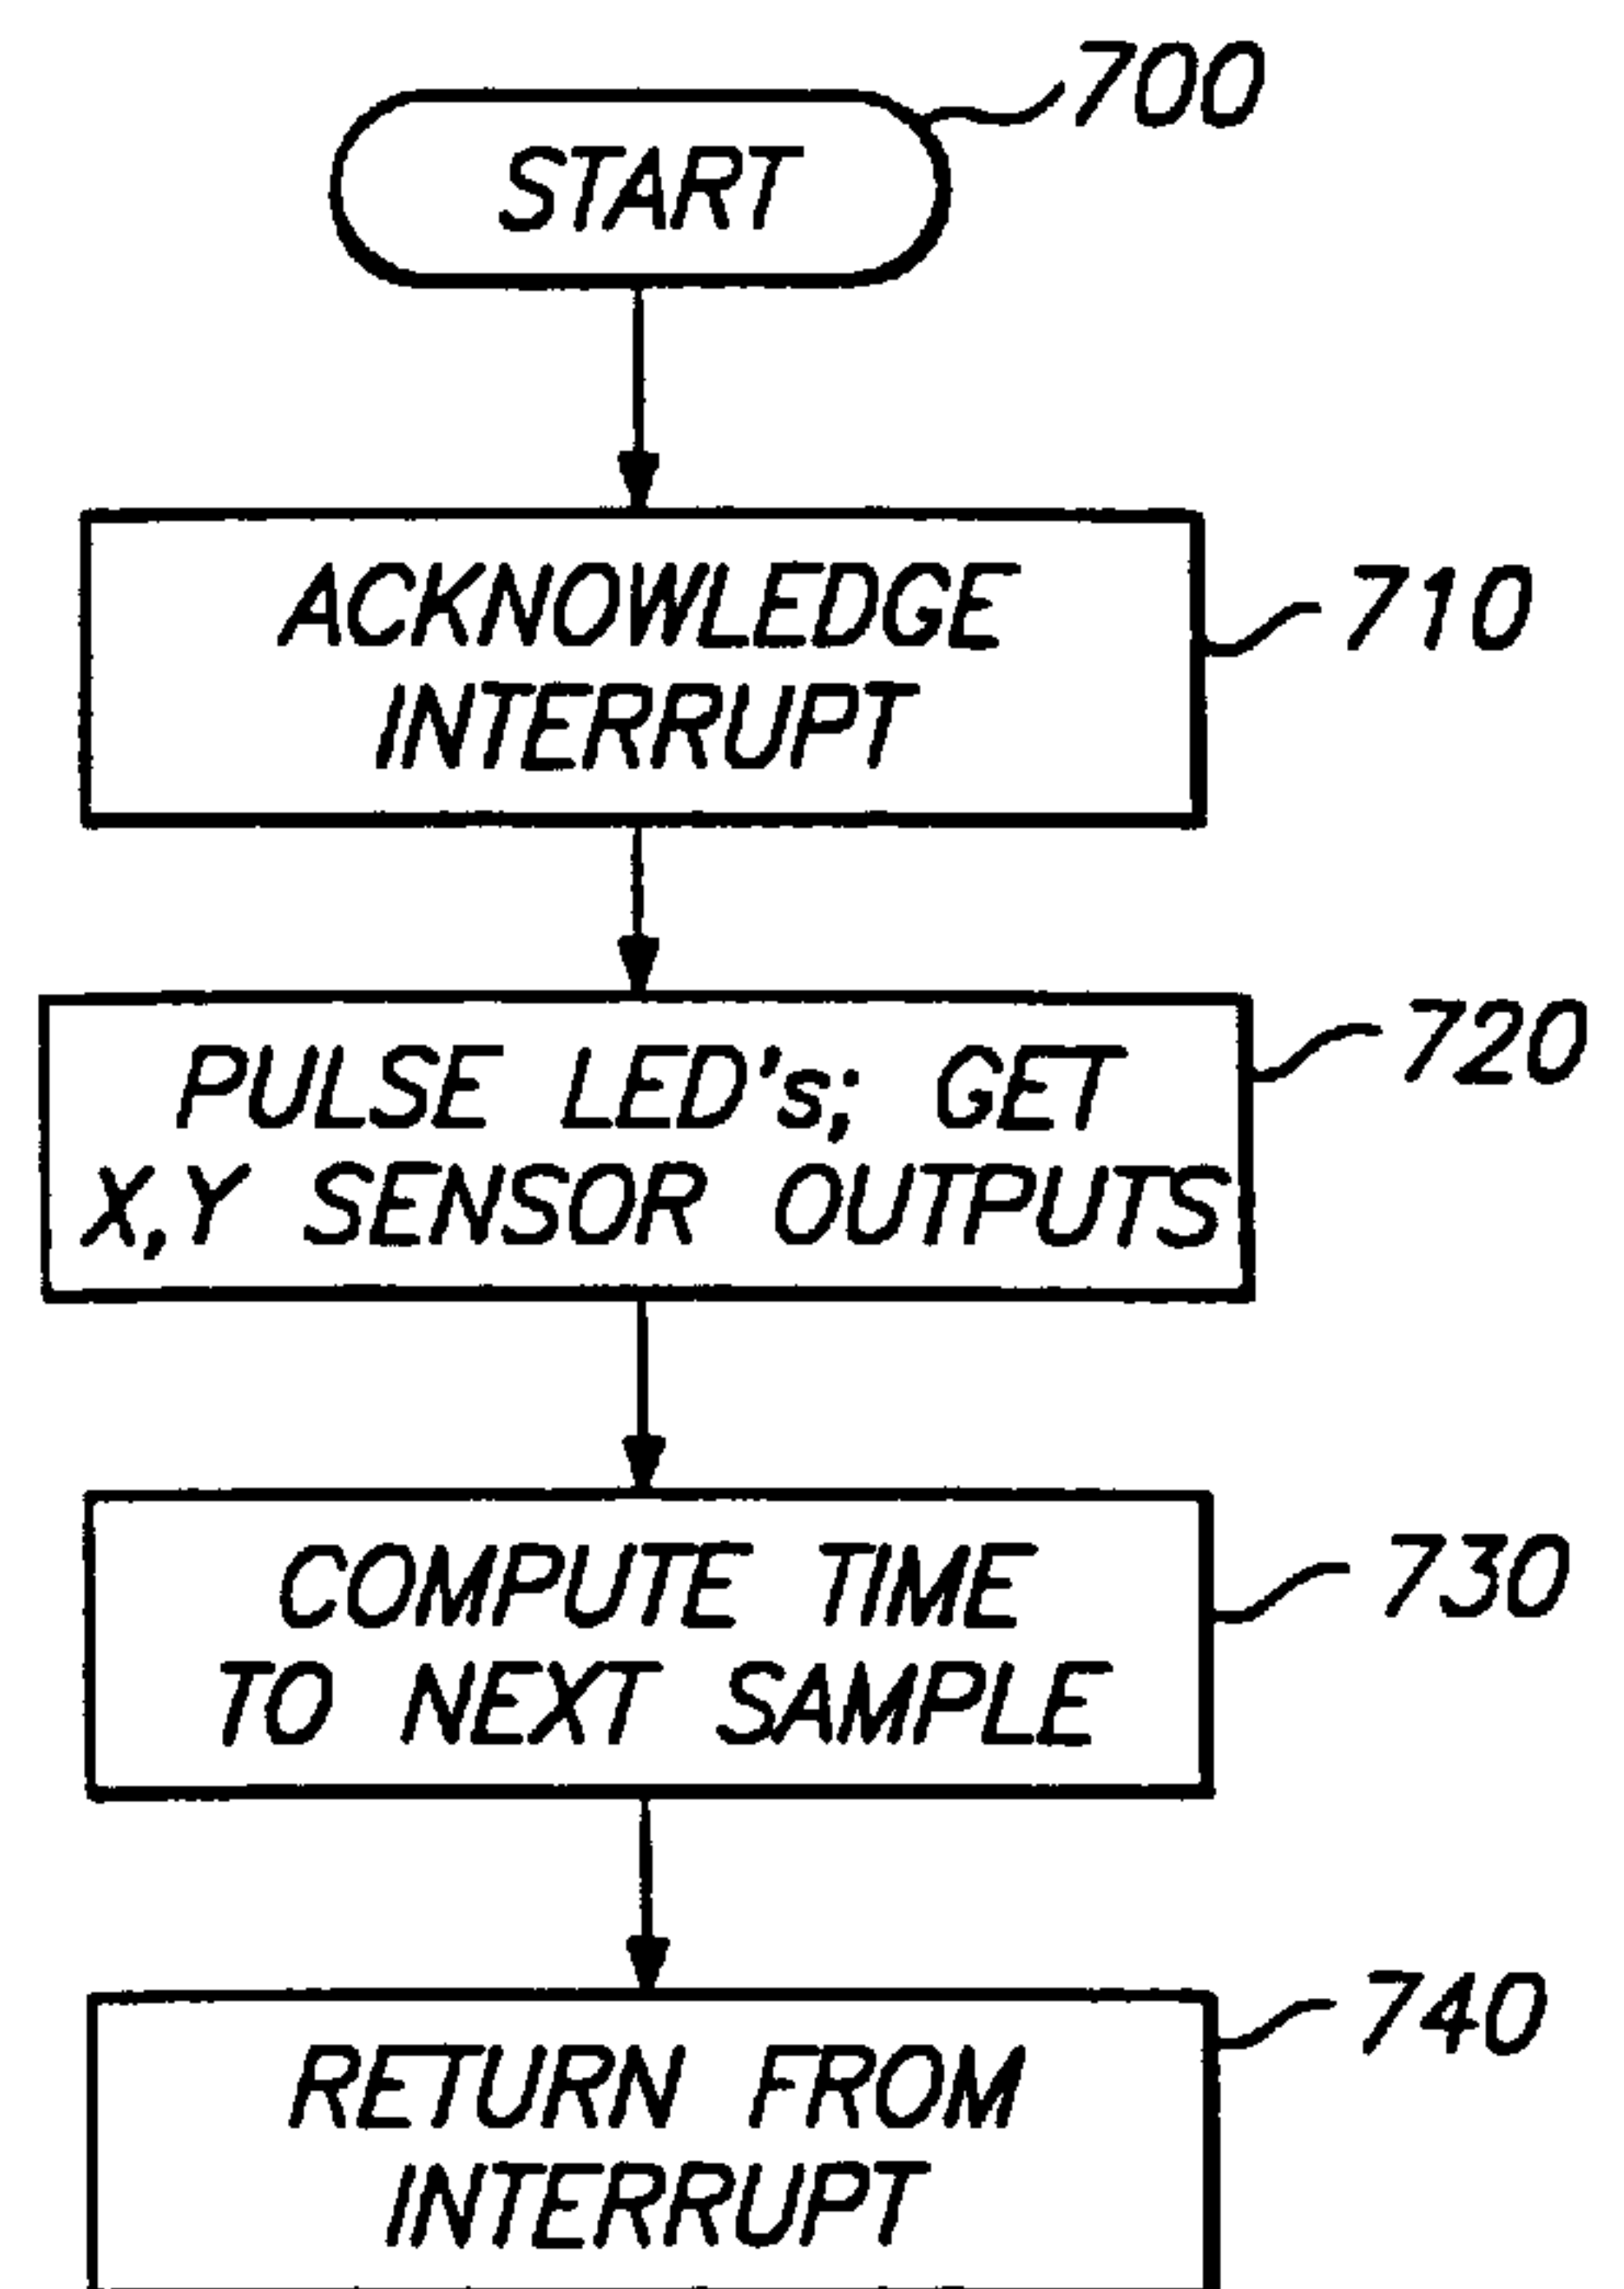 700
START
ACKNOWLEDGE
INTERRUPT
710
PULSE LED's; GET
X,Y SENSOR OUTPUTS
720
COMPUTE TIME
TO NEXT SAMPLE
730
RETURN FROM
INTERRUPT
740